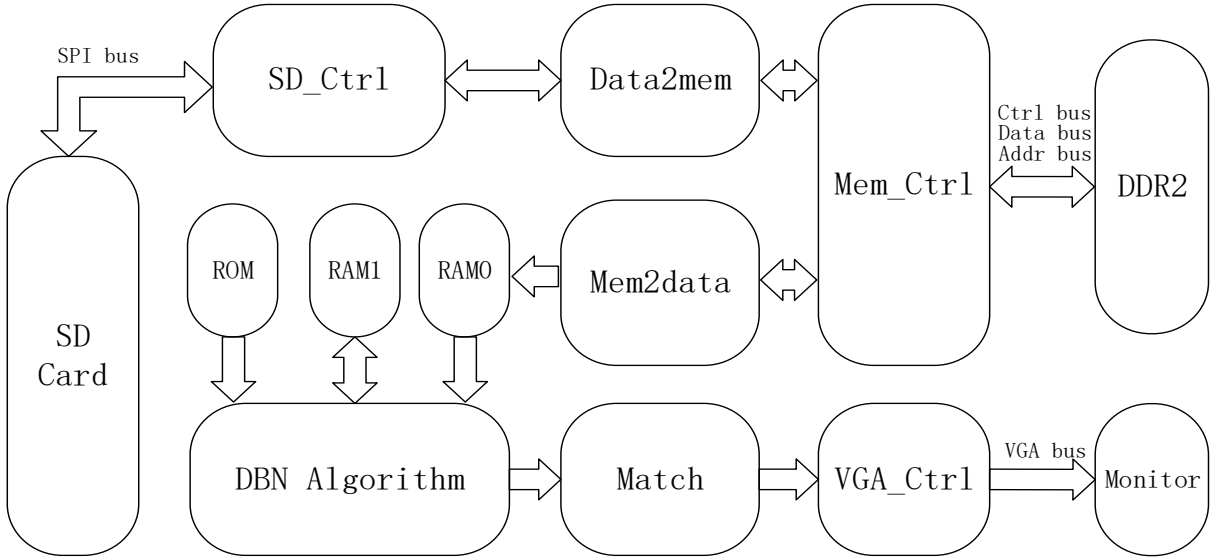 SPI bus
SD_Ctrl
Data2mem
Mem_Ctrl
Ctrl bus
Data bus
Addr bus
DDR2
SD
Card
ROM
RAM1
RAM0
Mem2data
DBN Algorithm
Match
VGA_Ctrl
VGA bus
Monitor